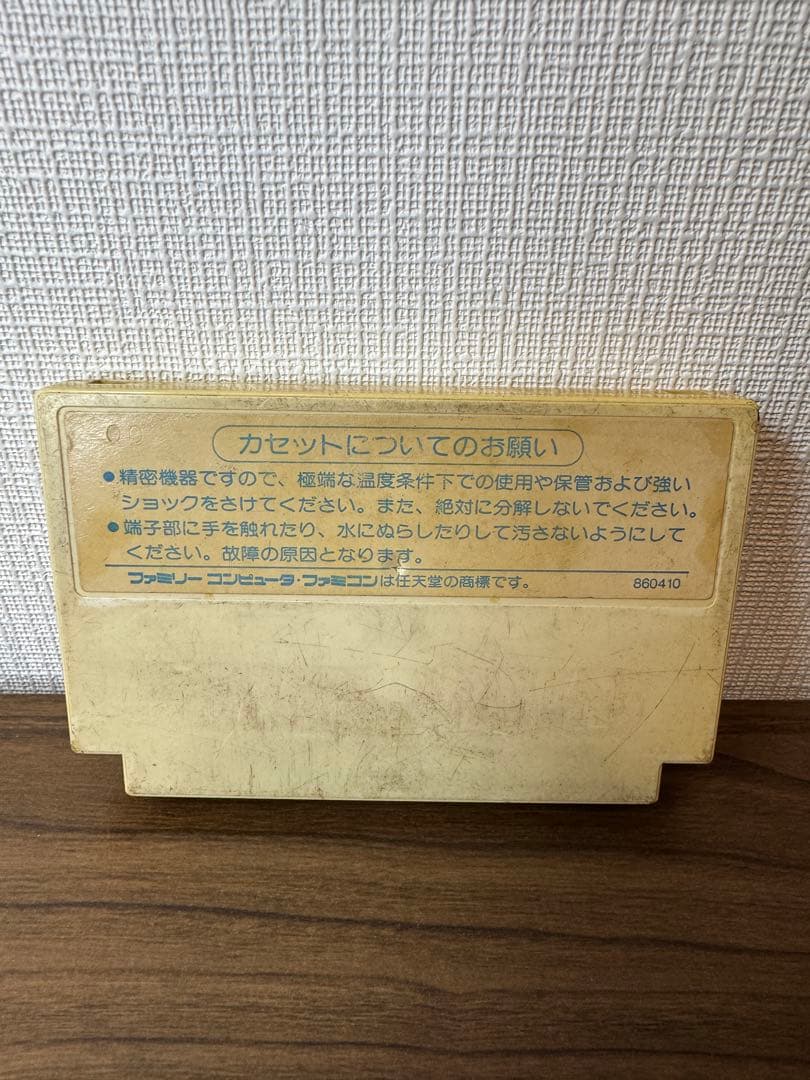 カセットについてのお願い
●精密機器ですので、極端な温度条件下での使用や保管および強い
ショックをさけてください。また、絶対に分解しないでください。
●端子部に手を触れたり、水にぬらしたりして汚さないようにして
ください。故障の原因となります。
ファミリー コンピュータ・ファミコンは任天堂の商標です。 860410